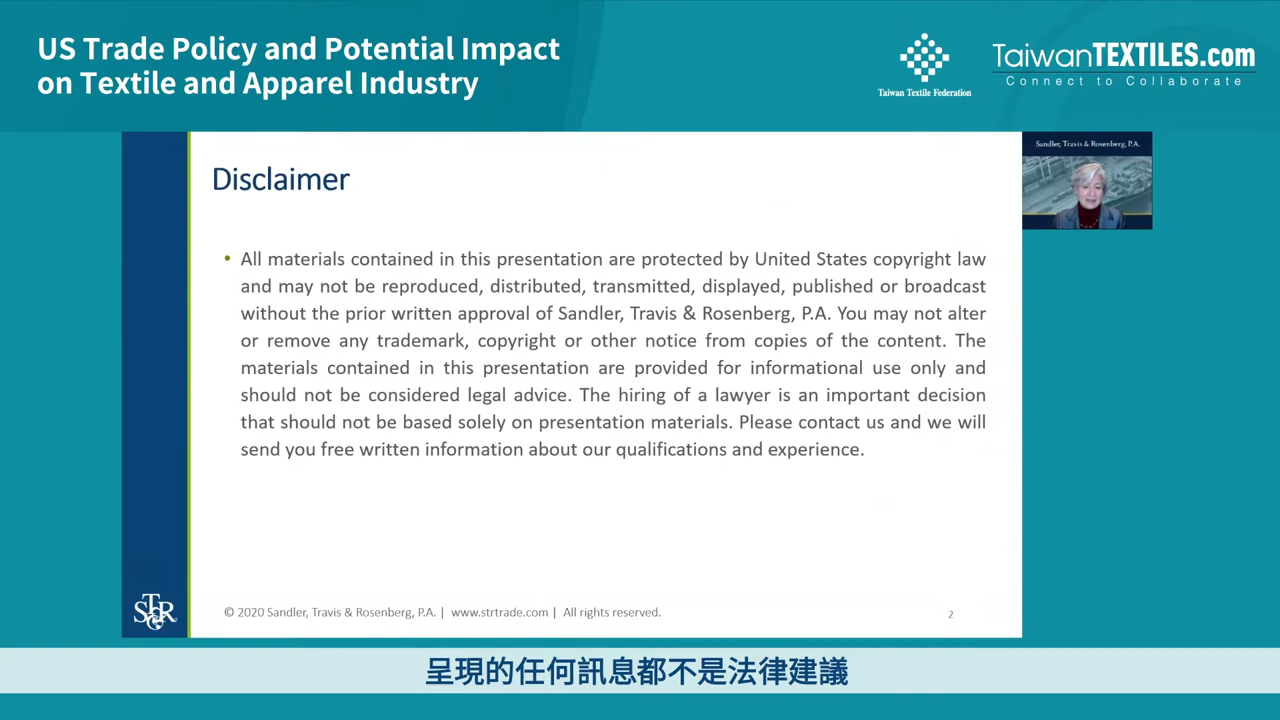 US Trade Policy and Potential Impact
on Textile and Apparel Industry
Taiwan Textile Federation
TaiwanTEXTILES.com
Connect to Collaborate
Sandler, Travis & Rosenberg, P.A.
Disclaimer
• All materials contained in this presentation are protected by United States copyright law
and may not be reproduced, distributed, transmitted, displayed, published or broadcast
without the prior written approval of Sandler, Travis & Rosenberg, P.A. You may not alter
or remove any trademark, copyright or other notice from copies of the content. The
materials contained in this presentation are provided for informational use only and
should not be considered legal advice. The hiring of a lawyer is an important decision
that should not be based solely on presentation materials. Please contact us and we will
send you free written information about our qualifications and experience.
ST&R
© 2020 Sandler, Travis & Rosenberg, P.A. | www.strtrade.com | All rights reserved.
2
呈現的任何訊息都不是法律建議